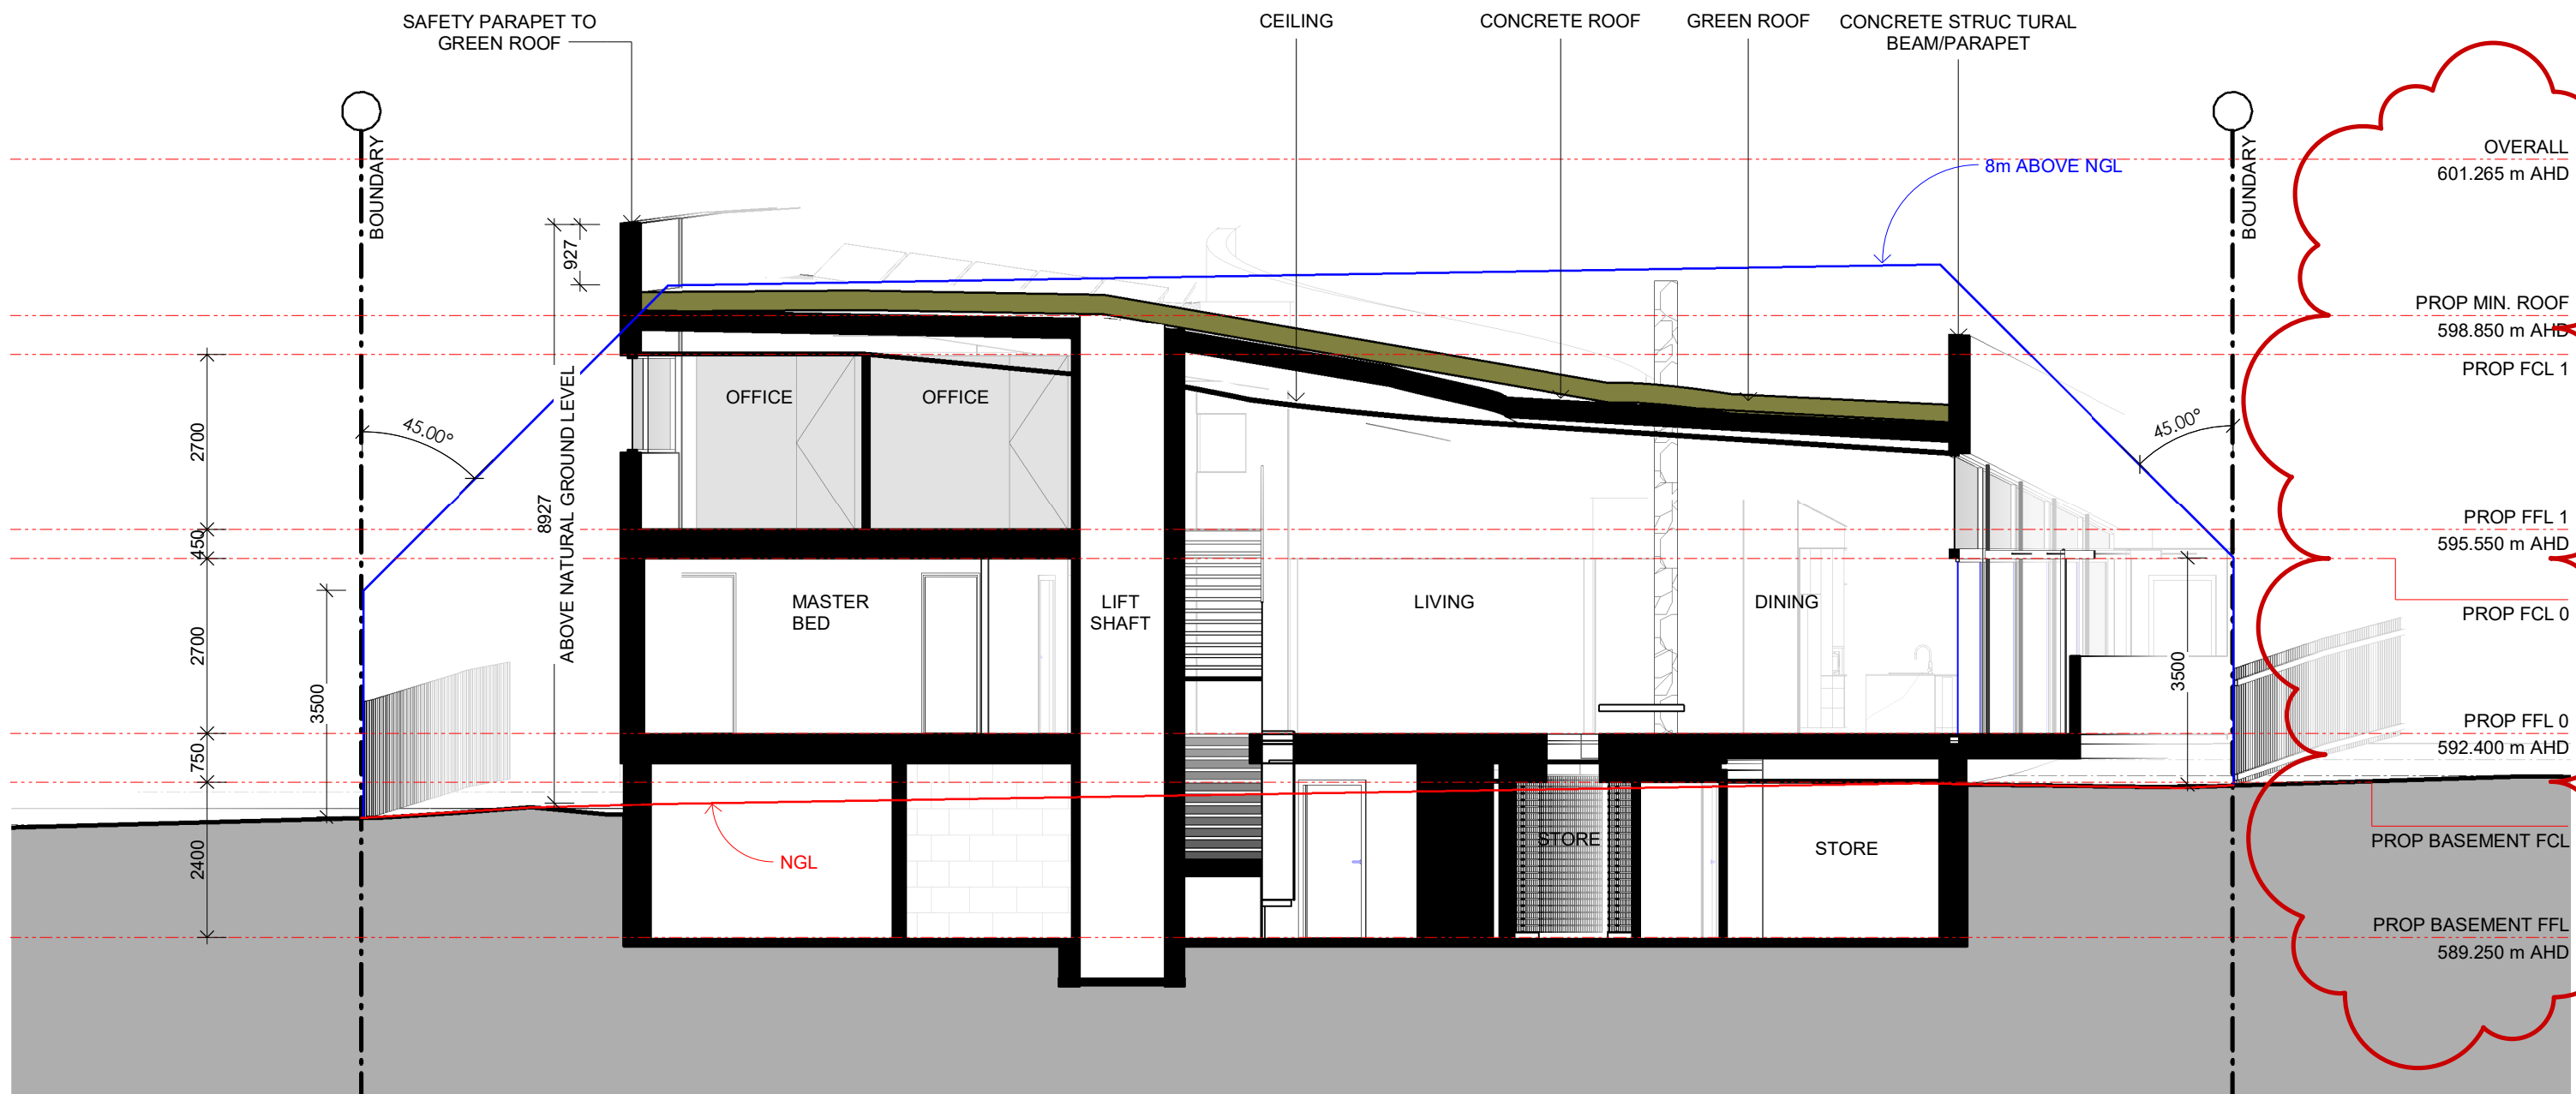 SAFETY PARAPET TO
GREEN ROOF
CEILING
CONCRETE ROOF
GREEN ROOF
CONCRETE STRUC TURAL
BEAM/PARAPET
BOUNDARY
BOUNDARY
8m ABOVE NGL
OVERALL
601.265 m AHD
927
PROP MIN. ROOF
598.850 m AHD
PROP FCL 1
OFFICE
OFFICE
45.00°
45.00°
2700
8927
ABOVE NATURAL GROUND LEVEL
PROP FFL 1
595.550 m AHD
450
MASTER
BED
LIFT
SHAFT
LIVING
DINING
PROP FCL 0
2700
3500
3500
PROP FFL 0
592.400 m AHD
750
STORE
STORE
PROP BASEMENT FCL
NGL
2400
PROP BASEMENT FFL
589.250 m AHD